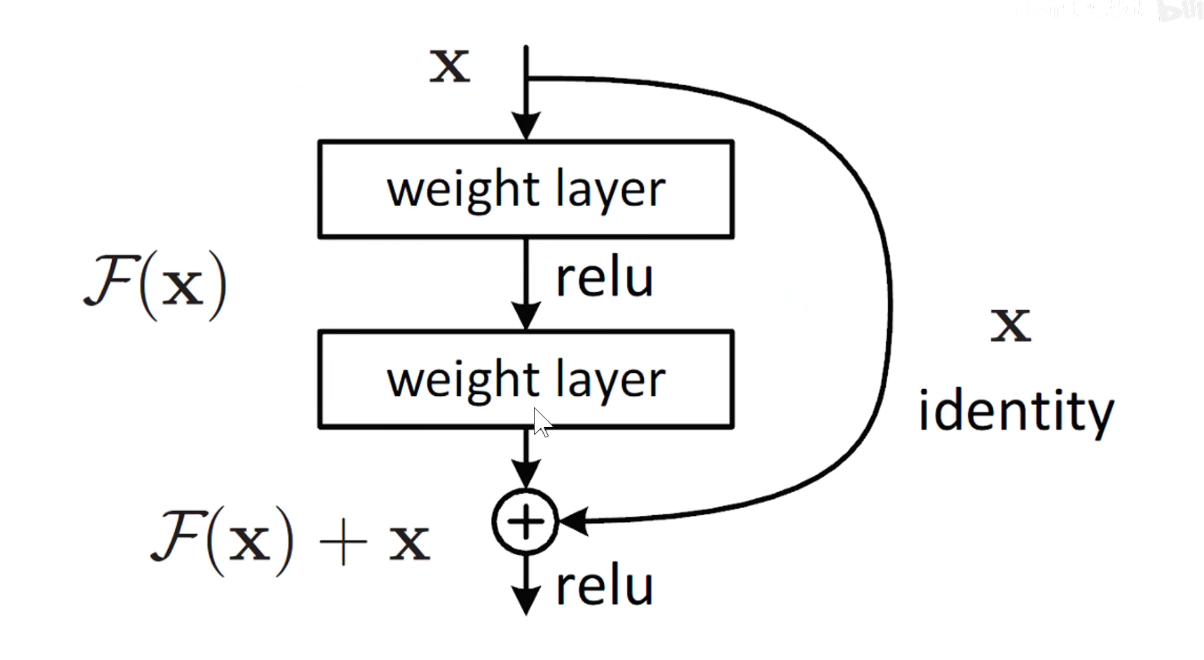 x
weight layer
relu
F(x)
weight layer
x
identity
F(x) + x
relu